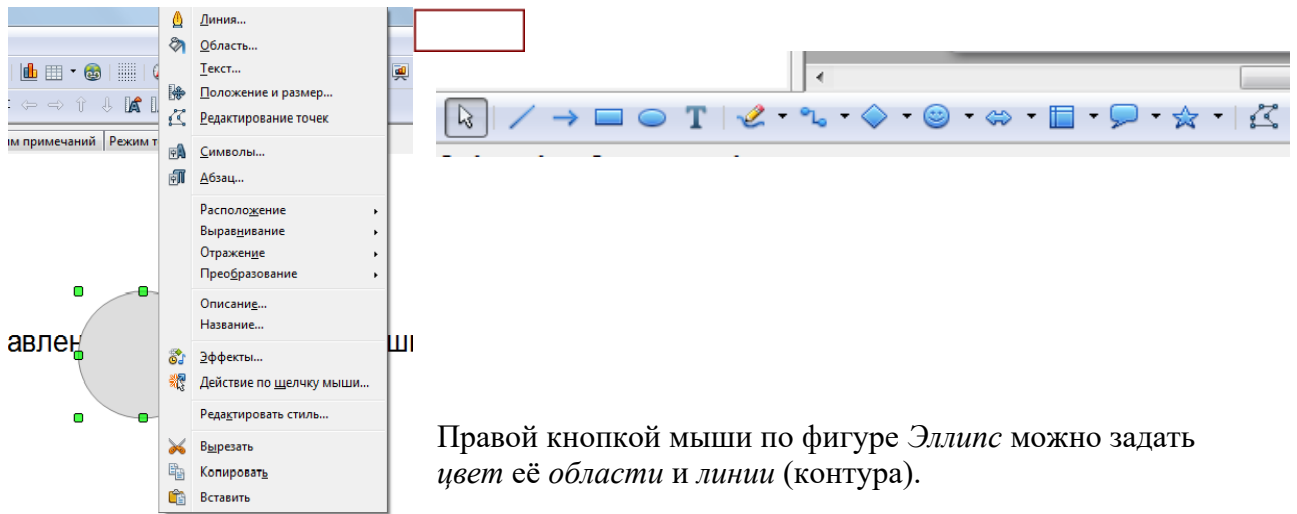 Линия...
Область...
Текст...
Положение и размер...
Редактирование точек
Символы...
Абзац...
Расположение
Выравнивание
Отражение
Преобразование
Описание...
Название...
Эффекты...
Действие по щелчку мыши...
Редактировать стиль...
Вырезать
Копировать
Вставить
м примечаний
Режим т
авлен
ши
T
Правой кнопкой мыши по фигуре Эллипс можно задать
цвет её области и линии (контура).